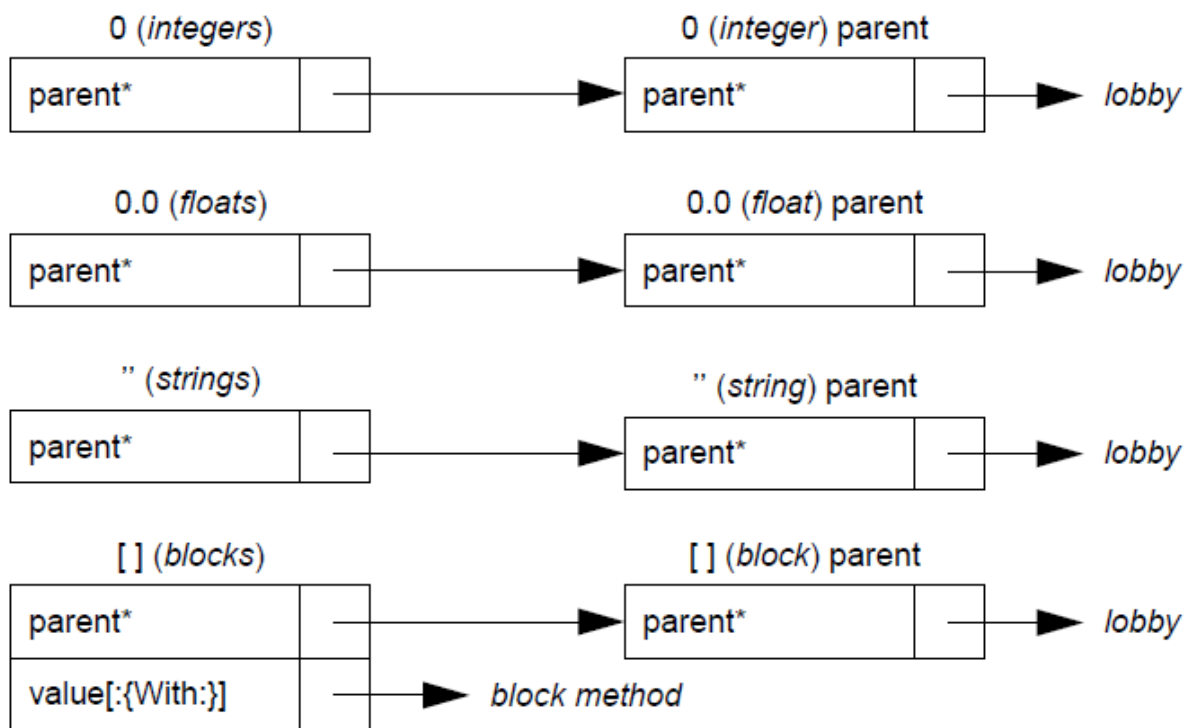 0 (integers)
0 (integer) parent
parent*
parent*
lobby
0.0 (floats)
0.0 (float) parent
parent*
parent*
lobby
” (strings)
” (string) parent
parent*
parent*
lobby
[ ] (blocks)
[ ] (block) parent
parent*
parent*
lobby
value[:{With:}]
block method